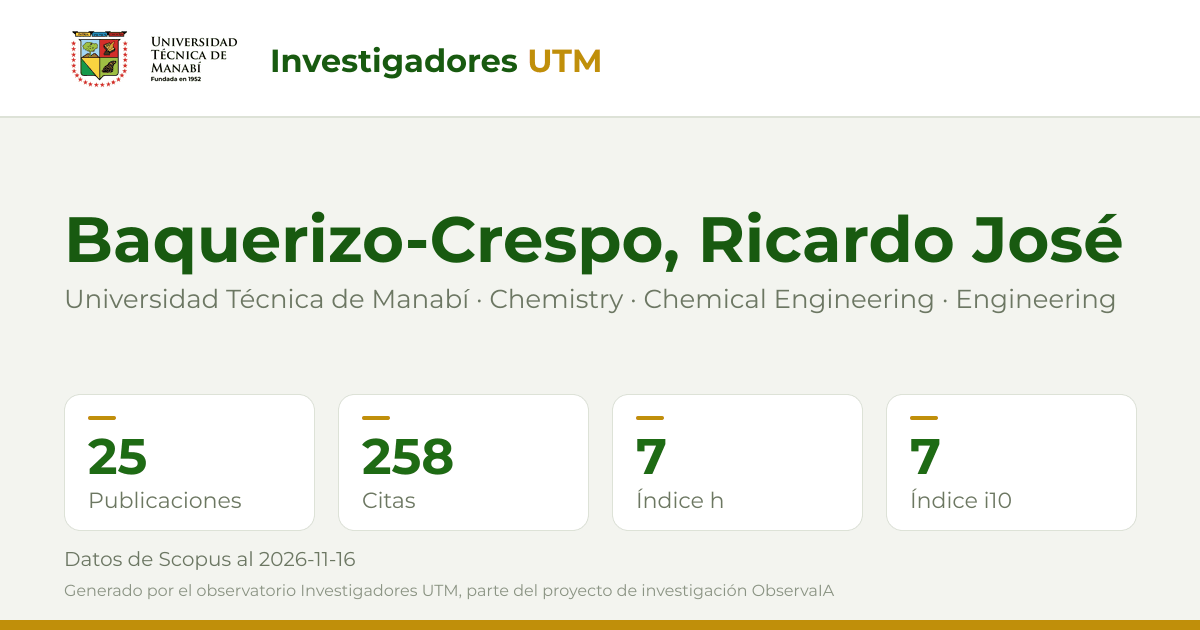 UNIVERSIDAD
TÉCNICA DE
MANABÍ
Fundada en 1952
Investigadores UTM
Baquerizo-Crespo, Ricardo José
Universidad Técnica de Manabí · Chemistry · Chemical Engineering · Engineering
25
Publicaciones
258
Citas
7
Índice h
7
Índice i10
Datos de Scopus al 2026-11-16
Generado por el observatorio Investigadores UTM, parte del proyecto de investigación ObservaIA